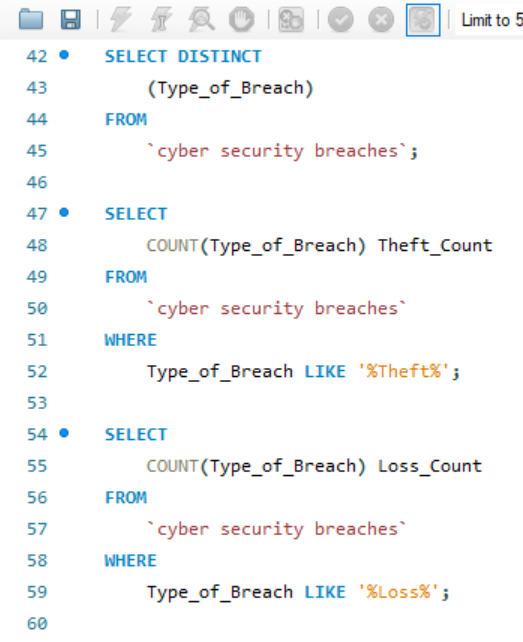 Limit to 5
42 SELECT DISTINCT
43 (Type_of_Breach)
44 FROM
45 `cyber security breaches`;
46
47 SELECT
48 COUNT(Type_of_Breach) Theft_Count
49 FROM
50 `cyber security breaches`
51 WHERE
52 Type_of_Breach LIKE '%Theft%';
53
54 SELECT
55 COUNT(Type_of_Breach) Loss_Count
56 FROM
57 `cyber security breaches`
58 WHERE
59 Type_of_Breach LIKE '%Loss%';
60